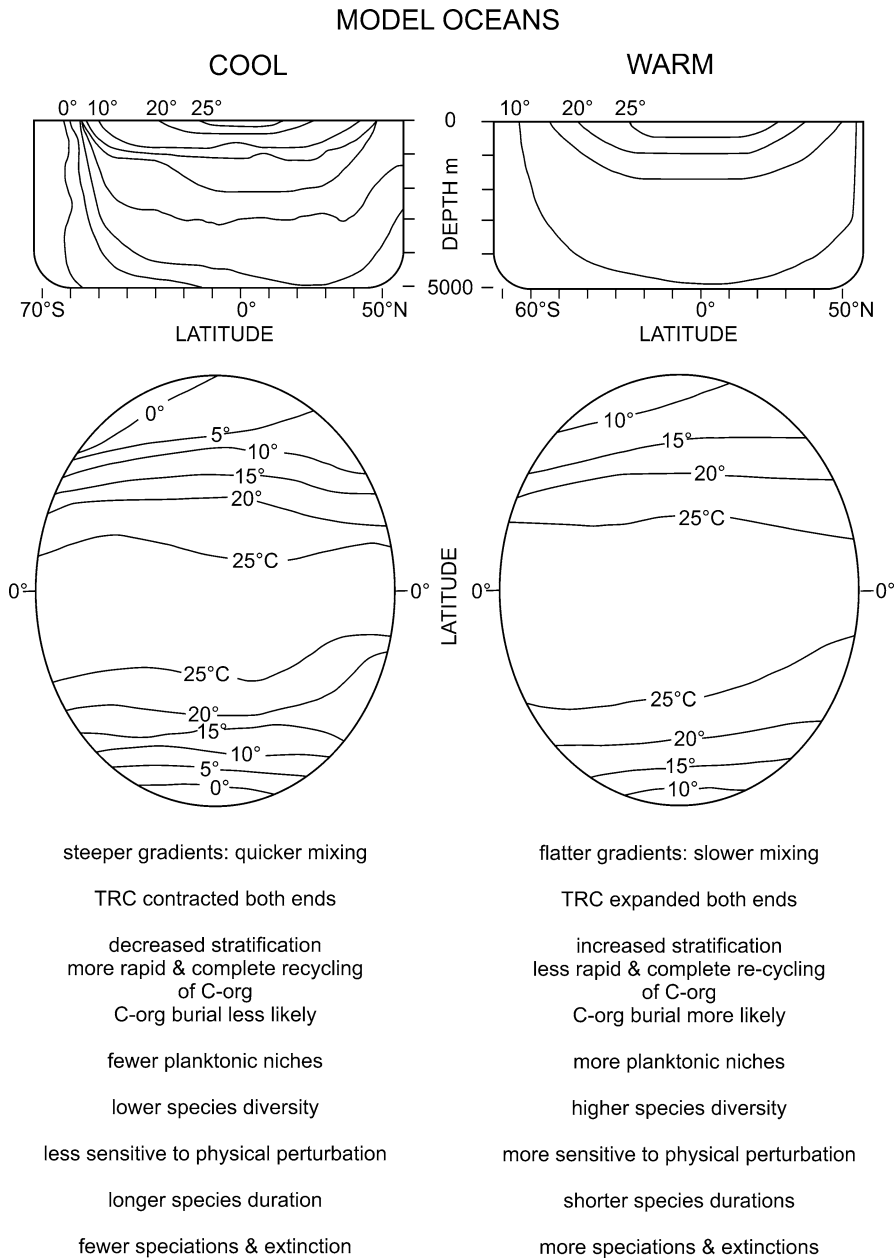 MODEL OCEANS
COOL
WARM
0° 10° 20° 25°
10° 20° 25°
0
DEPTH m
5000
70°S 0° 50°N
60°S 0° 50°N
LATITUDE
LATITUDE
0°
5°
10°
15°
20°
25°C
0° 0°
25°C
20°
15°
10°
5°
0°
LATITUDE
10°
15°
20°
25°C
0° 0°
25°C
20°
15°
10°
steeper gradients: quicker mixing
TRC contracted both ends
decreased stratification
more rapid & complete recycling
of C-org
C-org burial less likely
fewer planktonic niches
lower species diversity
less sensitive to physical perturbation
longer species duration
fewer speciations & extinction
flatter gradients: slower mixing
TRC expanded both ends
increased stratification
less rapid & complete re-cycling
of C-org
C-org burial more likely
more planktonic niches
higher species diversity
more sensitive to physical perturbation
shorter species durations
more speciations & extinctions